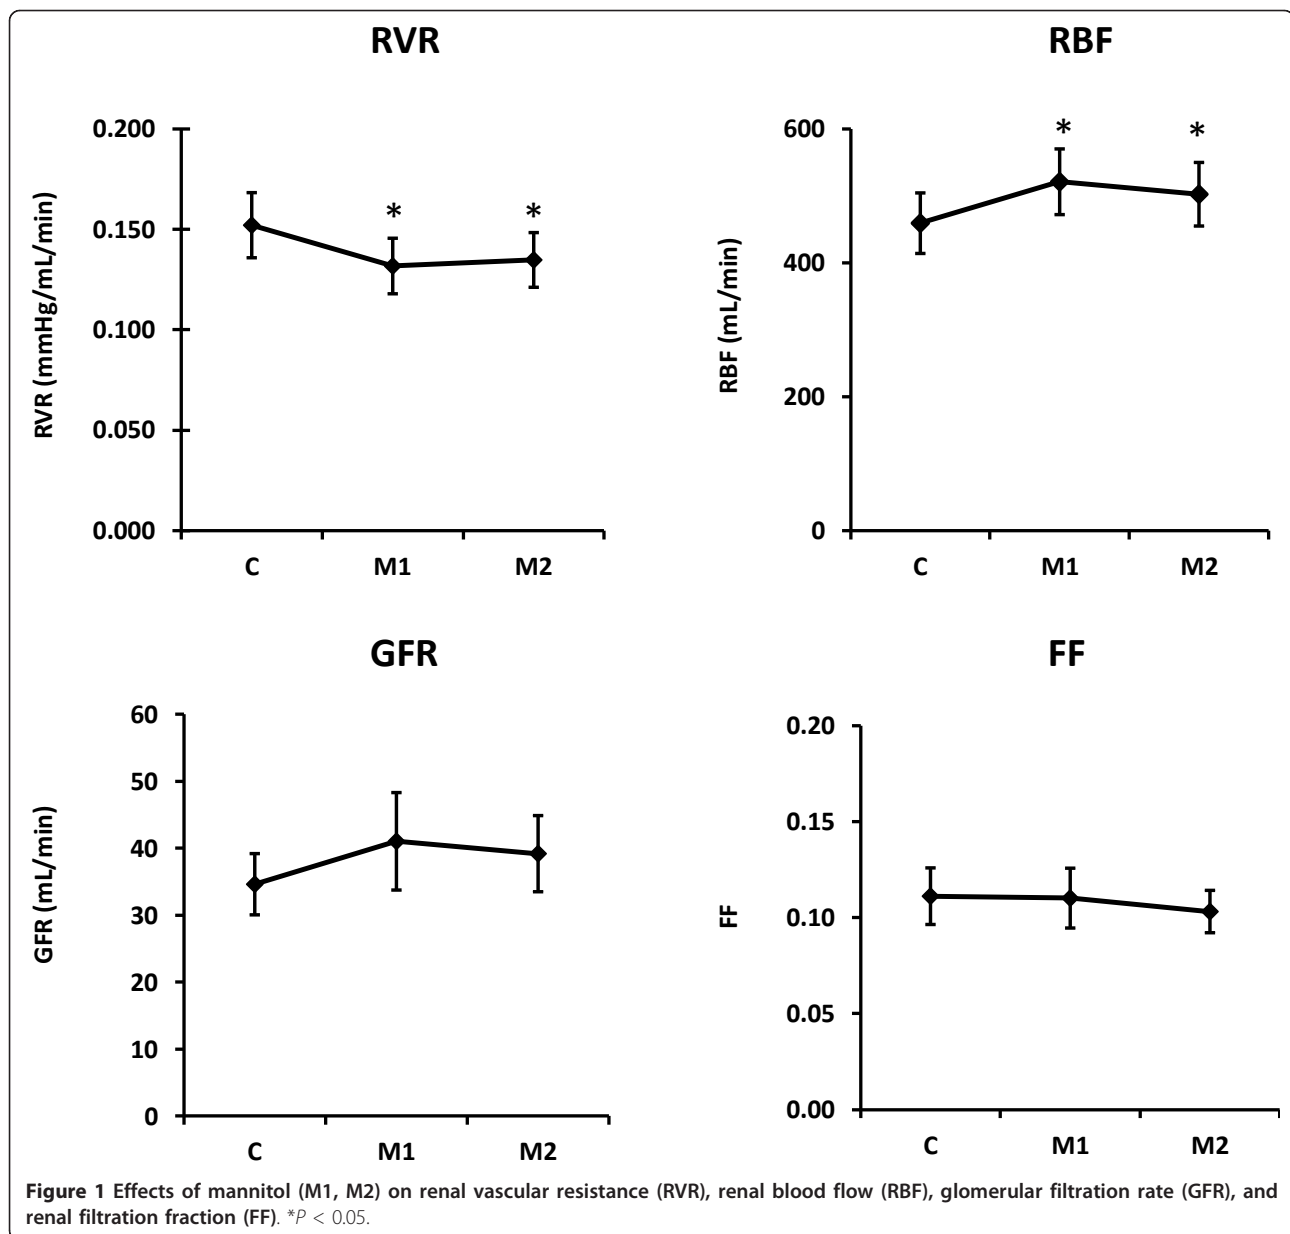 RVR
RVR (mmHg/mL/min)
0.200
0.150
0.100
0.050
0.000
*
*
C M1 M2
RBF
RBF (mL/min)
600
400
200
0
*
*
C M1 M2
GFR
GFR (mL/min)
60
50
40
30
20
10
0
C M1 M2
FF
FF
0.20
0.15
0.10
0.05
0.00
C M1 M2
Figure 1 Effects of mannitol (M1, M2) on renal vascular resistance (RVR), renal blood flow (RBF), glomerular filtration rate (GFR), and
renal filtration fraction (FF). *P < 0.05.